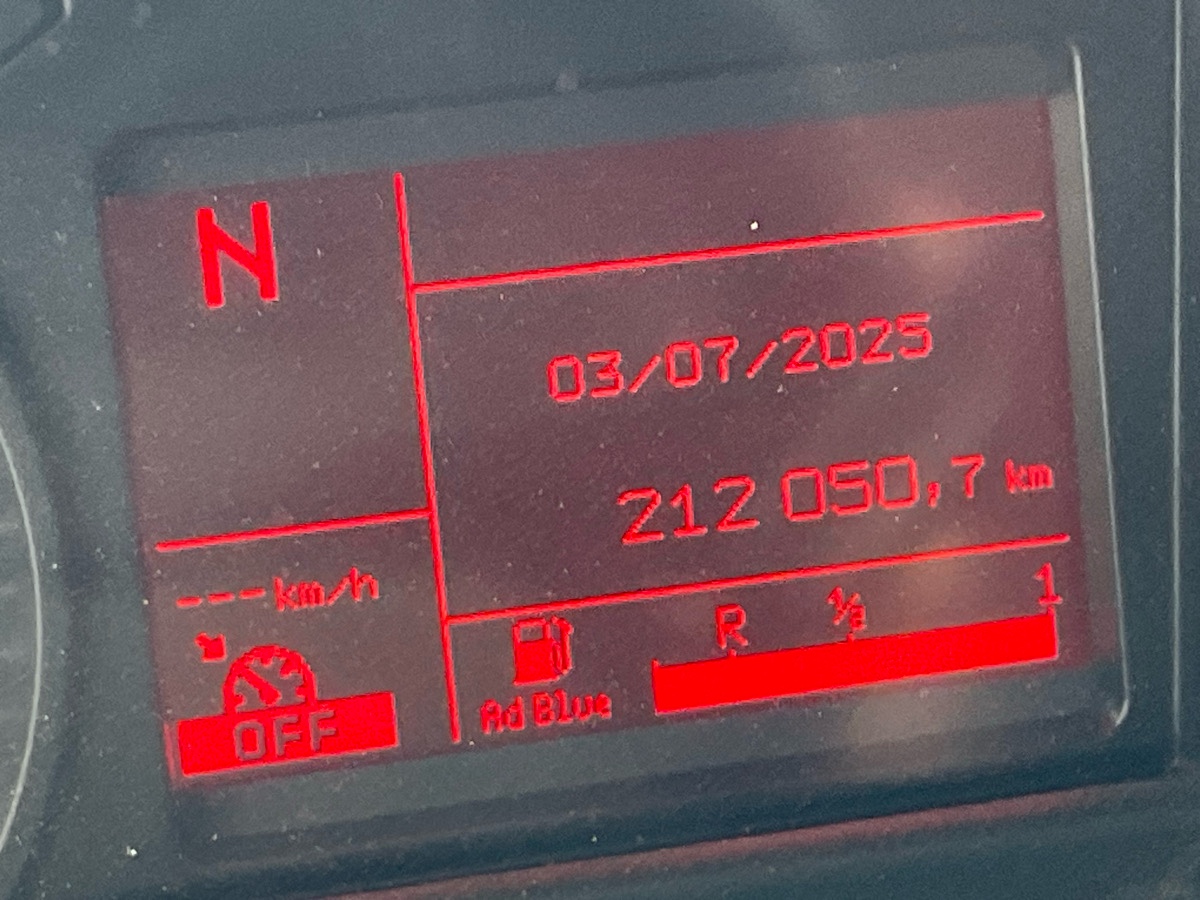 N
03/07/2025
212 050,7 km
---km/h
OFF
R ½ 1
Ad Blue